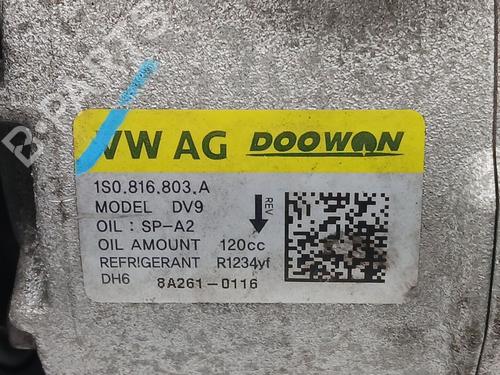 VW AG DOOWON
1S0.816.803.A
MODEL DV9
OIL : SP-A2
OIL AMOUNT 120cc
REFRIGERANT R1234yf
DH6 8A261-0116
REV
B-PARTS